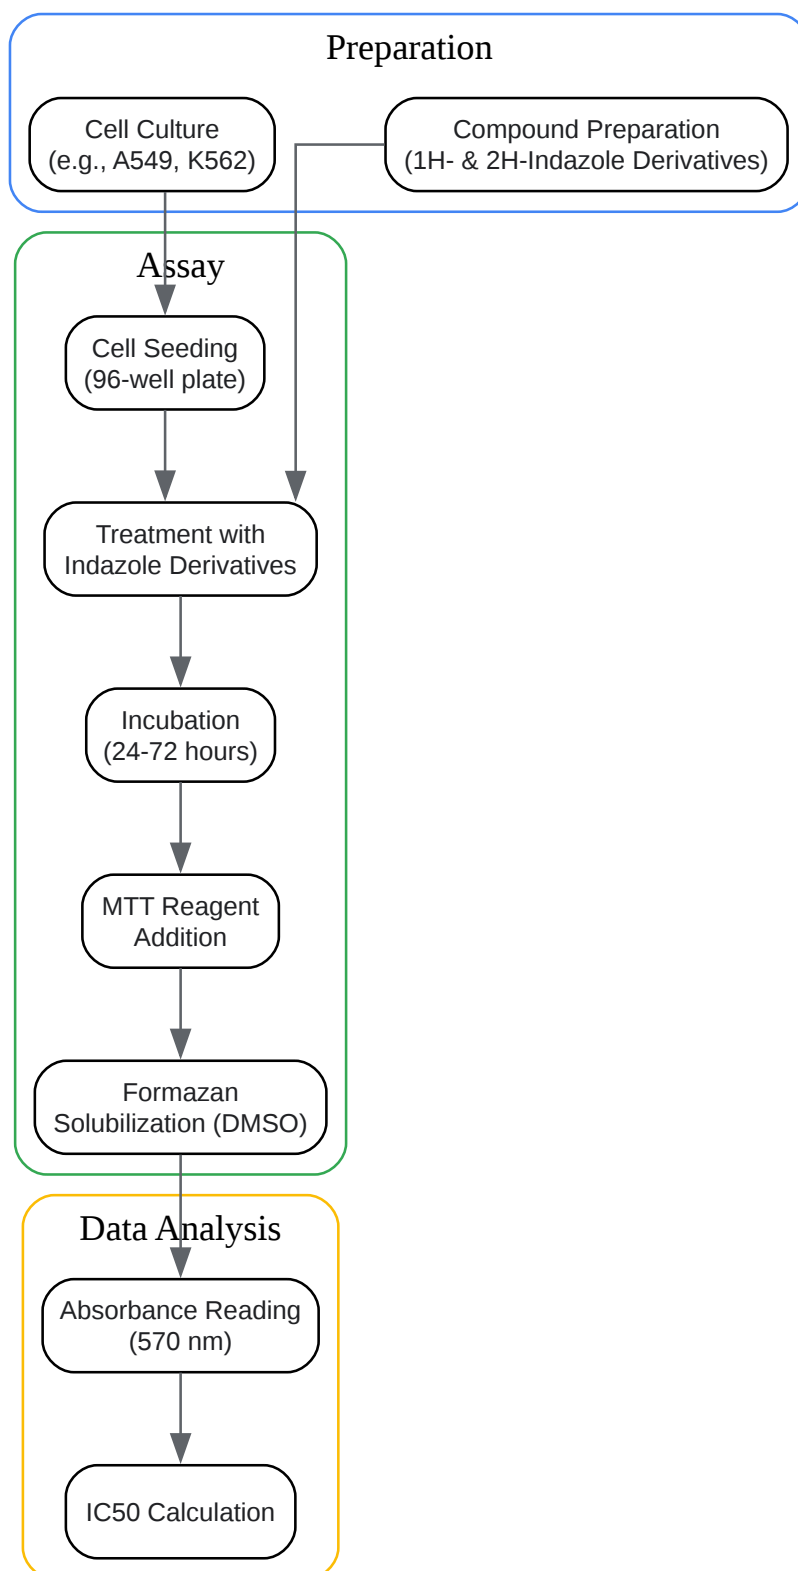 Preparation
Cell Culture
(e.g., A549, K562)
Compound Preparation
(1H- & 2H-Indazole Derivatives)
Assay
Cell Seeding
(96-well plate)
Treatment with
Indazole Derivatives
Incubation
(24-72 hours)
MTT Reagent
Addition
Formazan
Solubilization (DMSO)
Data Analysis
Absorbance Reading
(570 nm)
IC50 Calculation